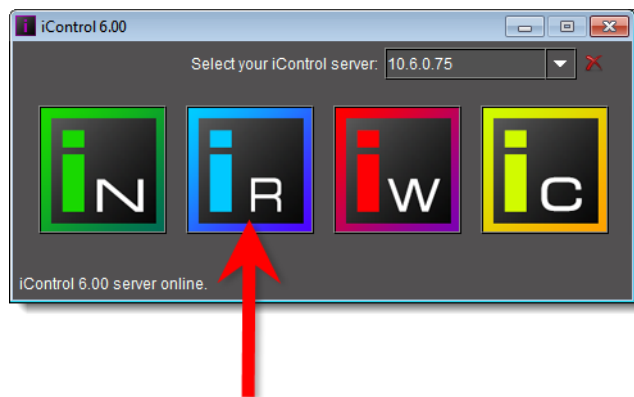 iControl 6.00
Select your iControl server: 10.6.0.75
iN iR iW iC
iControl 6.00 server online.